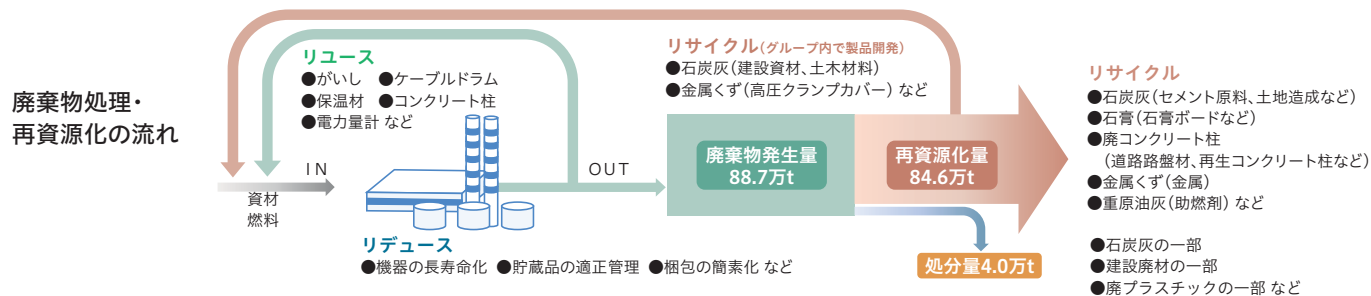 廃棄物処理・
再資源化の流れ
リユース
●がいし ●ケーブルドラム
●保温材 ●コンクリート柱
●電力量計 など
IN
資材
燃料
OUT
リデュース
●機器の長寿命化 ●貯蔵品の適正管理 ●梱包の簡素化 など
リサイクル(グループ内で製品開発)
●石炭灰(建設資材、土木材料)
●金属くず(高圧クランプカバー) など
廃棄物発生量
88.7万t
再資源化量
84.6万t
処分量4.0万t
リサイクル
●石炭灰(セメント原料、土地造成など)
●石膏(石膏ボードなど)
●廃コンクリート柱
(道路路盤材、再生コンクリート柱など)
●金属くず(金属)
●重原油灰(助燃剤) など
●石炭灰の一部
●建設廃材の一部
●廃プラスチックの一部 など